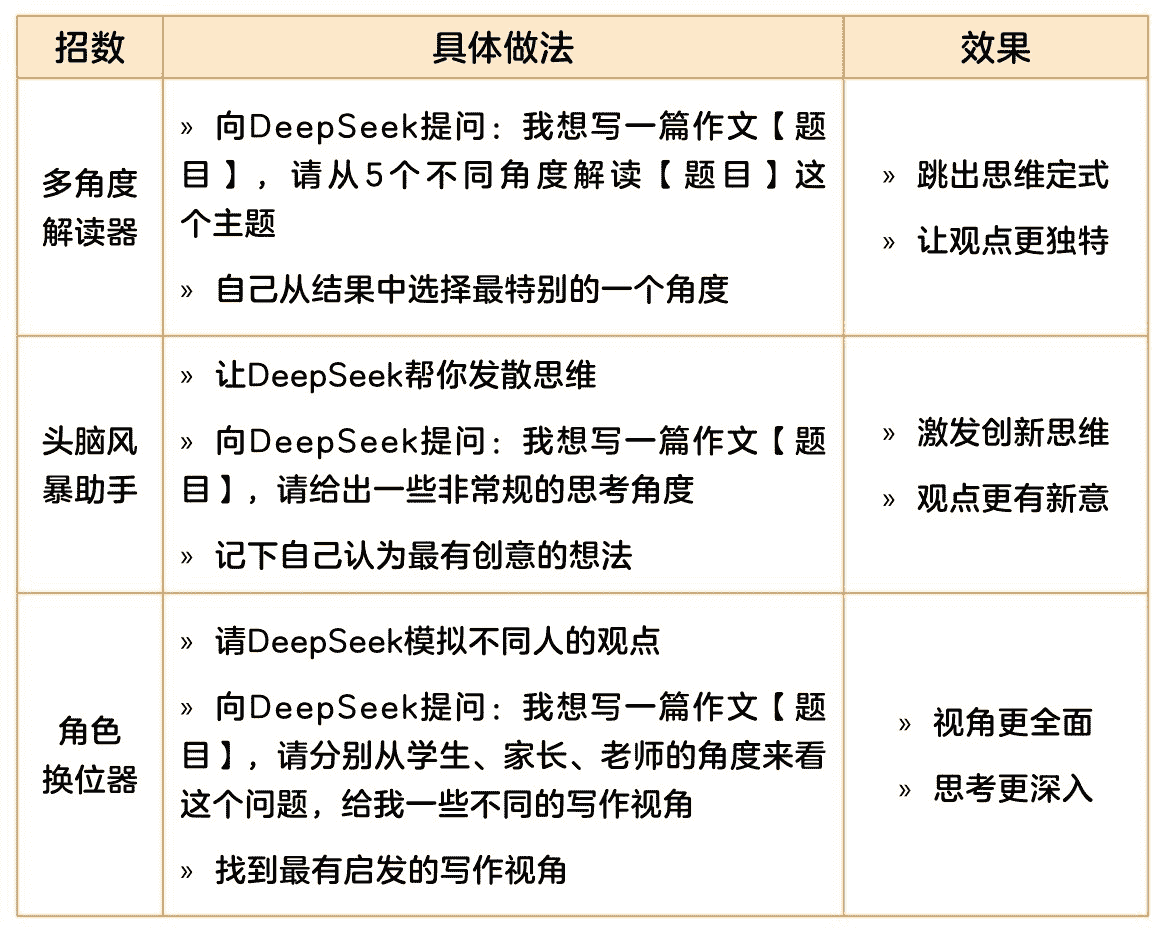 招数 具体做法 效果
多角度
解读器
» 向DeepSeek提问：我想写一篇作文【题
目】，请从5个不同角度解读【题目】这
个主题
» 自己从结果中选择最特别的一个角度
» 跳出思维定式
» 让观点更独特
头脑风
暴助手
» 让DeepSeek帮你发散思维
» 向DeepSeek提问：我想写一篇作文【题
目】，请给出一些非常规的思考角度
» 记下自己认为最有创意的想法
» 激发创新思维
» 观点更有新意
角色
换位器
» 请DeepSeek模拟不同人的观点
» 向DeepSeek提问：我想写一篇作文【题
目】，请分别从学生、家长、老师的角度来看
这个问题，给我一些不同的写作视角
» 找到最有启发的写作视角
» 视角更全面
» 思考更深入